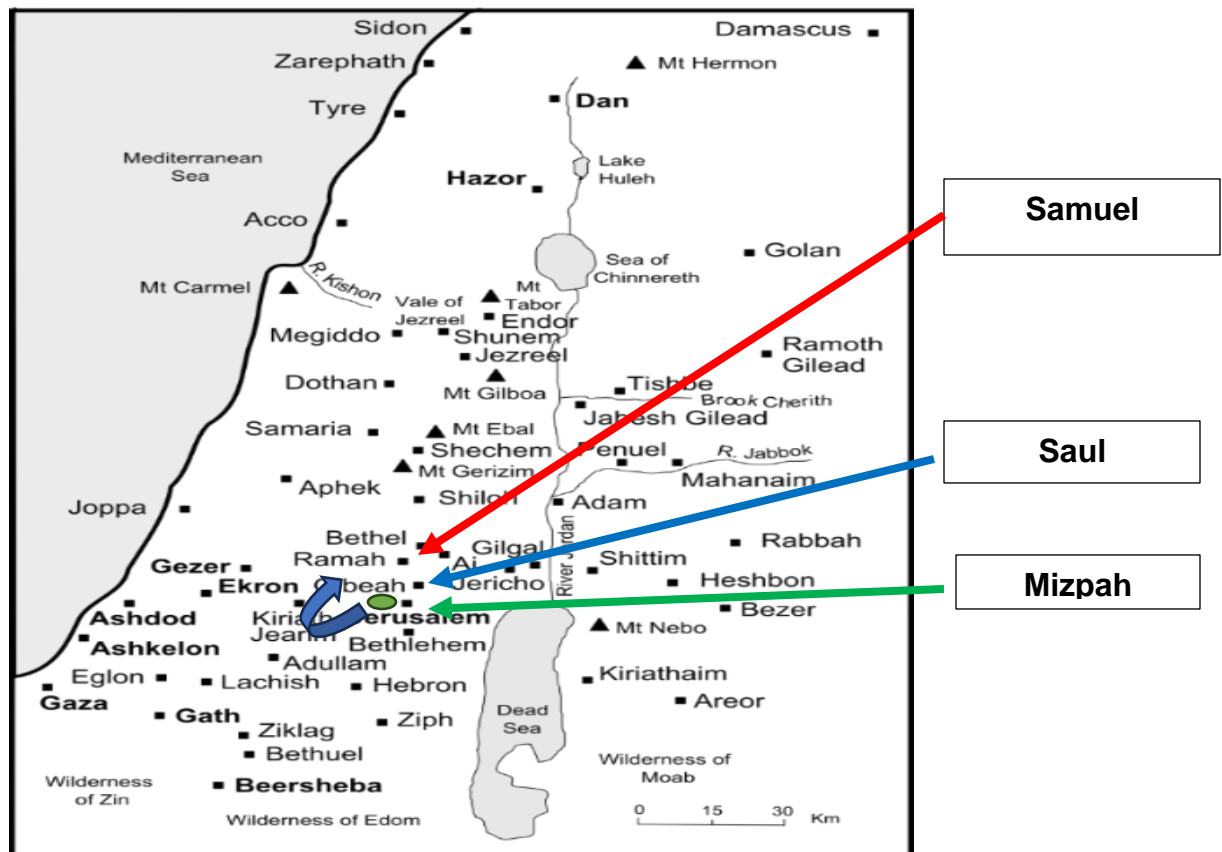 Sidon
Damascus
Zarephath
Mt Hermon
Dan
Tyre
Mediterranean
Sea
Lake
Huleh
Hazor
Samuel
Acco
Golan
Sea of
Chinnereth
R. Kishon
Mt Carmel
Mt
Tabor
Vale of
Jezreel
Endor
Megiddo
Shunem
Ramoth
Gilead
Jezreel
Dothan
Tishbe
Mt Gilboa
Brook Cherith
Jabesh Gilead
Samaria
Mt Ebal
Shechem
Penuel
R. Jabbok
Saul
Mt Gerizim
Mahanaim
Aphek
Shiloh
Adam
Joppa
Bethel
Gilgal
River Jordan
Rabbah
Ramah
Ai
Shittim
Gezer
Ekron
Gibeah
Jericho
Heshbon
Mizpah
Ashdod
Kiriath
Jearim
Jerusalem
Bezer
Ashkelon
Bethlehem
Mt Nebo
Adullam
Eglon
Lachish
Hebron
Kiriathaim
Gaza
Areor
Gath
Ziklag
Ziph
Dead
Sea
Bethuel
Wilderness of
Moab
Wilderness
of Zin
Beersheba
0 15 30
Km
Wilderness of Edom